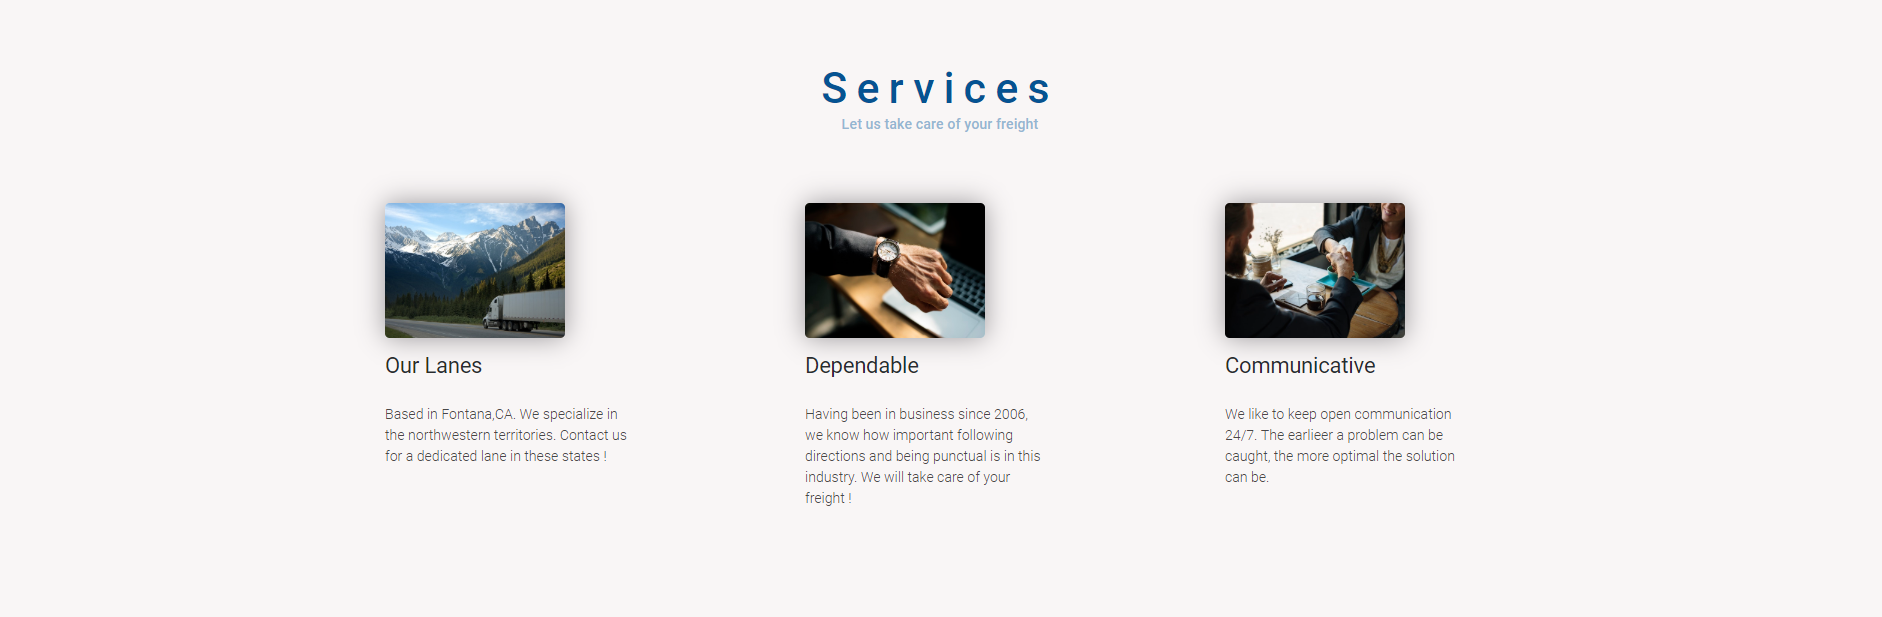 Services
Let us take care of your freight
Our Lanes
Based in Fontana,CA. We specialize in
the northwestern territories. Contact us
for a dedicated lane in these states !
Dependable
Having been in business since 2006,
we know how important following
directions and being punctual is in this
industry. We will take care of your
freight !
Communicative
We like to keep open communication
24/7. The earlieer a problem can be
caught, the more optimal the solution
can be.